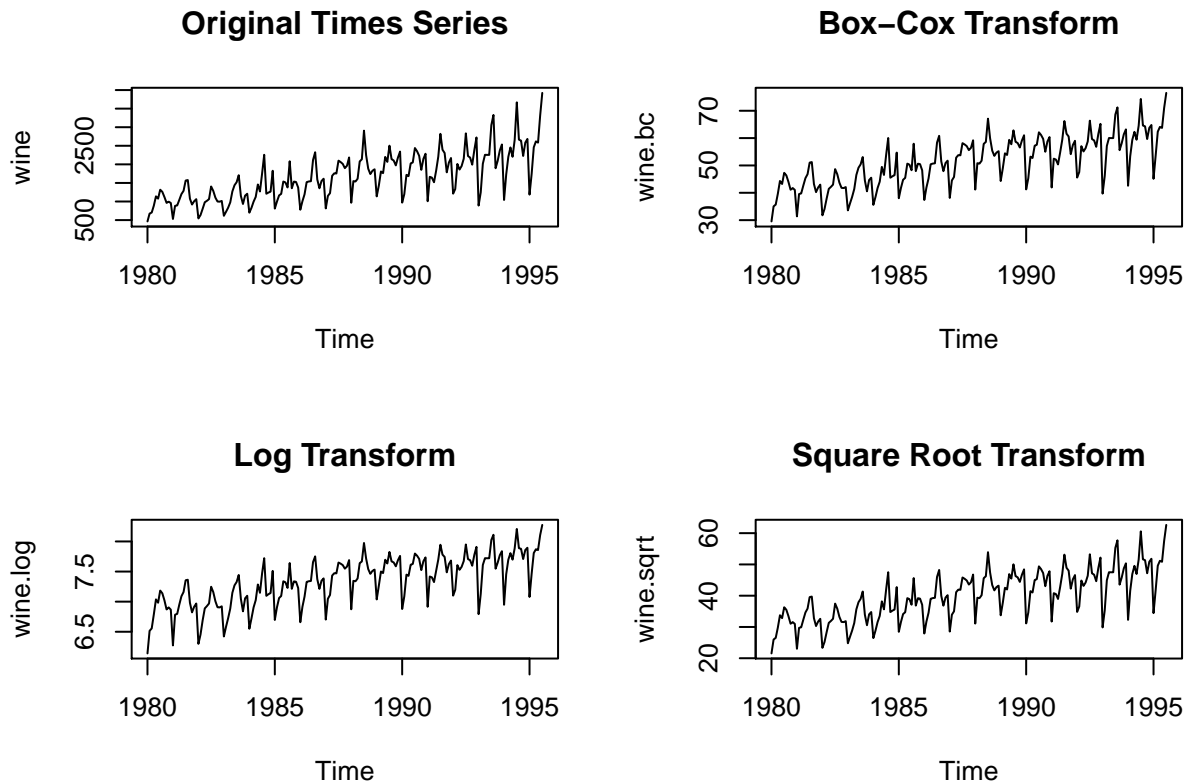 Original Times Series
wine
500
2500
1980
1985
1990
1995
Time
Box−Cox Transform
wine.bc
30
50
70
1980
1985
1990
1995
Time
Log Transform
wine.log
6.5
7.5
1980
1985
1990
1995
Time
Square Root Transform
wine.sqrt
20
40
60
1980
1985
1990
1995
Time